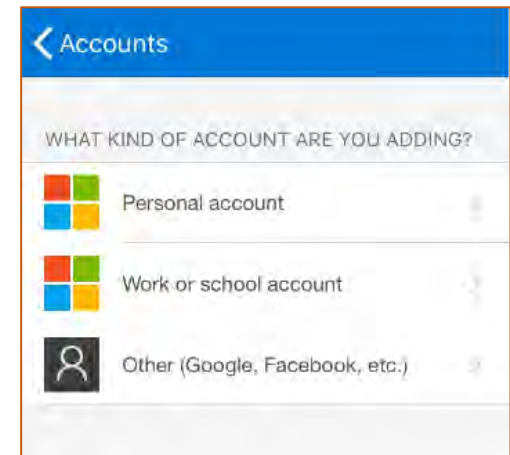 Accounts
WHAT KIND OF ACCOUNT ARE YOU ADDING?
Personal account
Work or school account
Other (Google, Facebook, etc.)